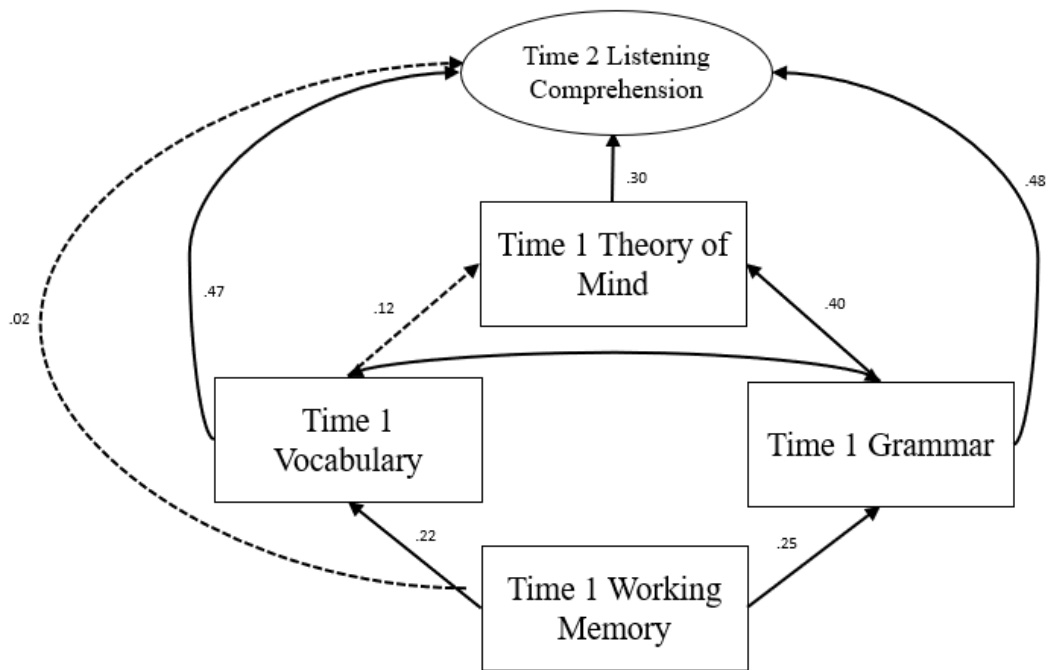 Time 2 Listening
Comprehension
.30
.48
Time 1 Theory of
Mind
.47
.12
.40
.02
Time 1
Vocabulary
Time 1 Grammar
.22
.25
Time 1 Working
Memory